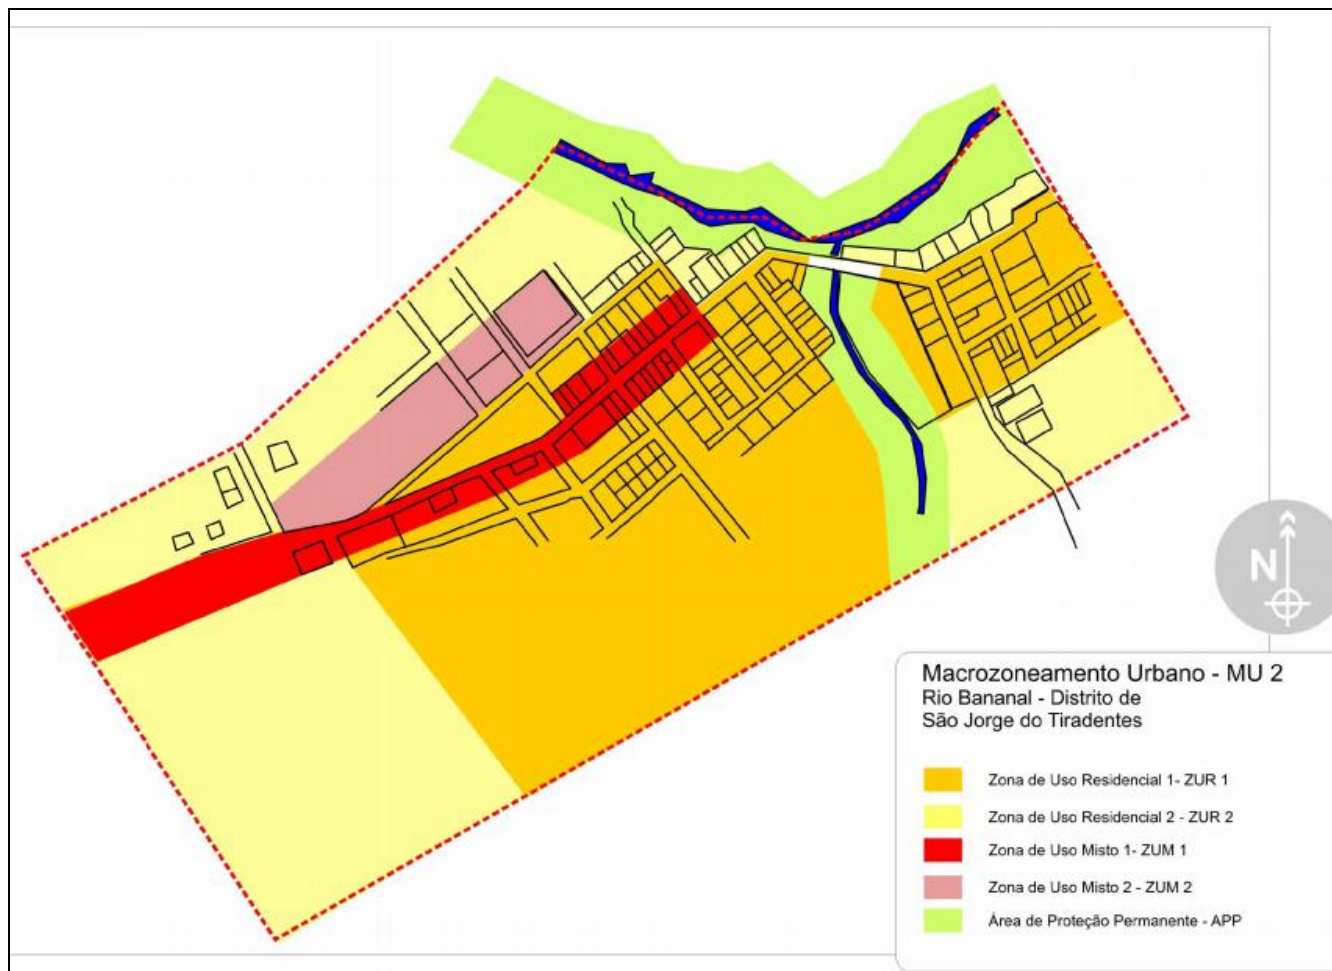 N
Macrozoneamento Urbano - MU 2
Rio Bananal - Distrito de
São Jorge do Tiradentes
Zona de Uso Residencial 1- ZUR 1
Zona de Uso Residencial 2 - ZUR 2
Zona de Uso Misto 1- ZUM 1
Zona de Uso Misto 2 - ZUM 2
Área de Proteção Permanente - APP